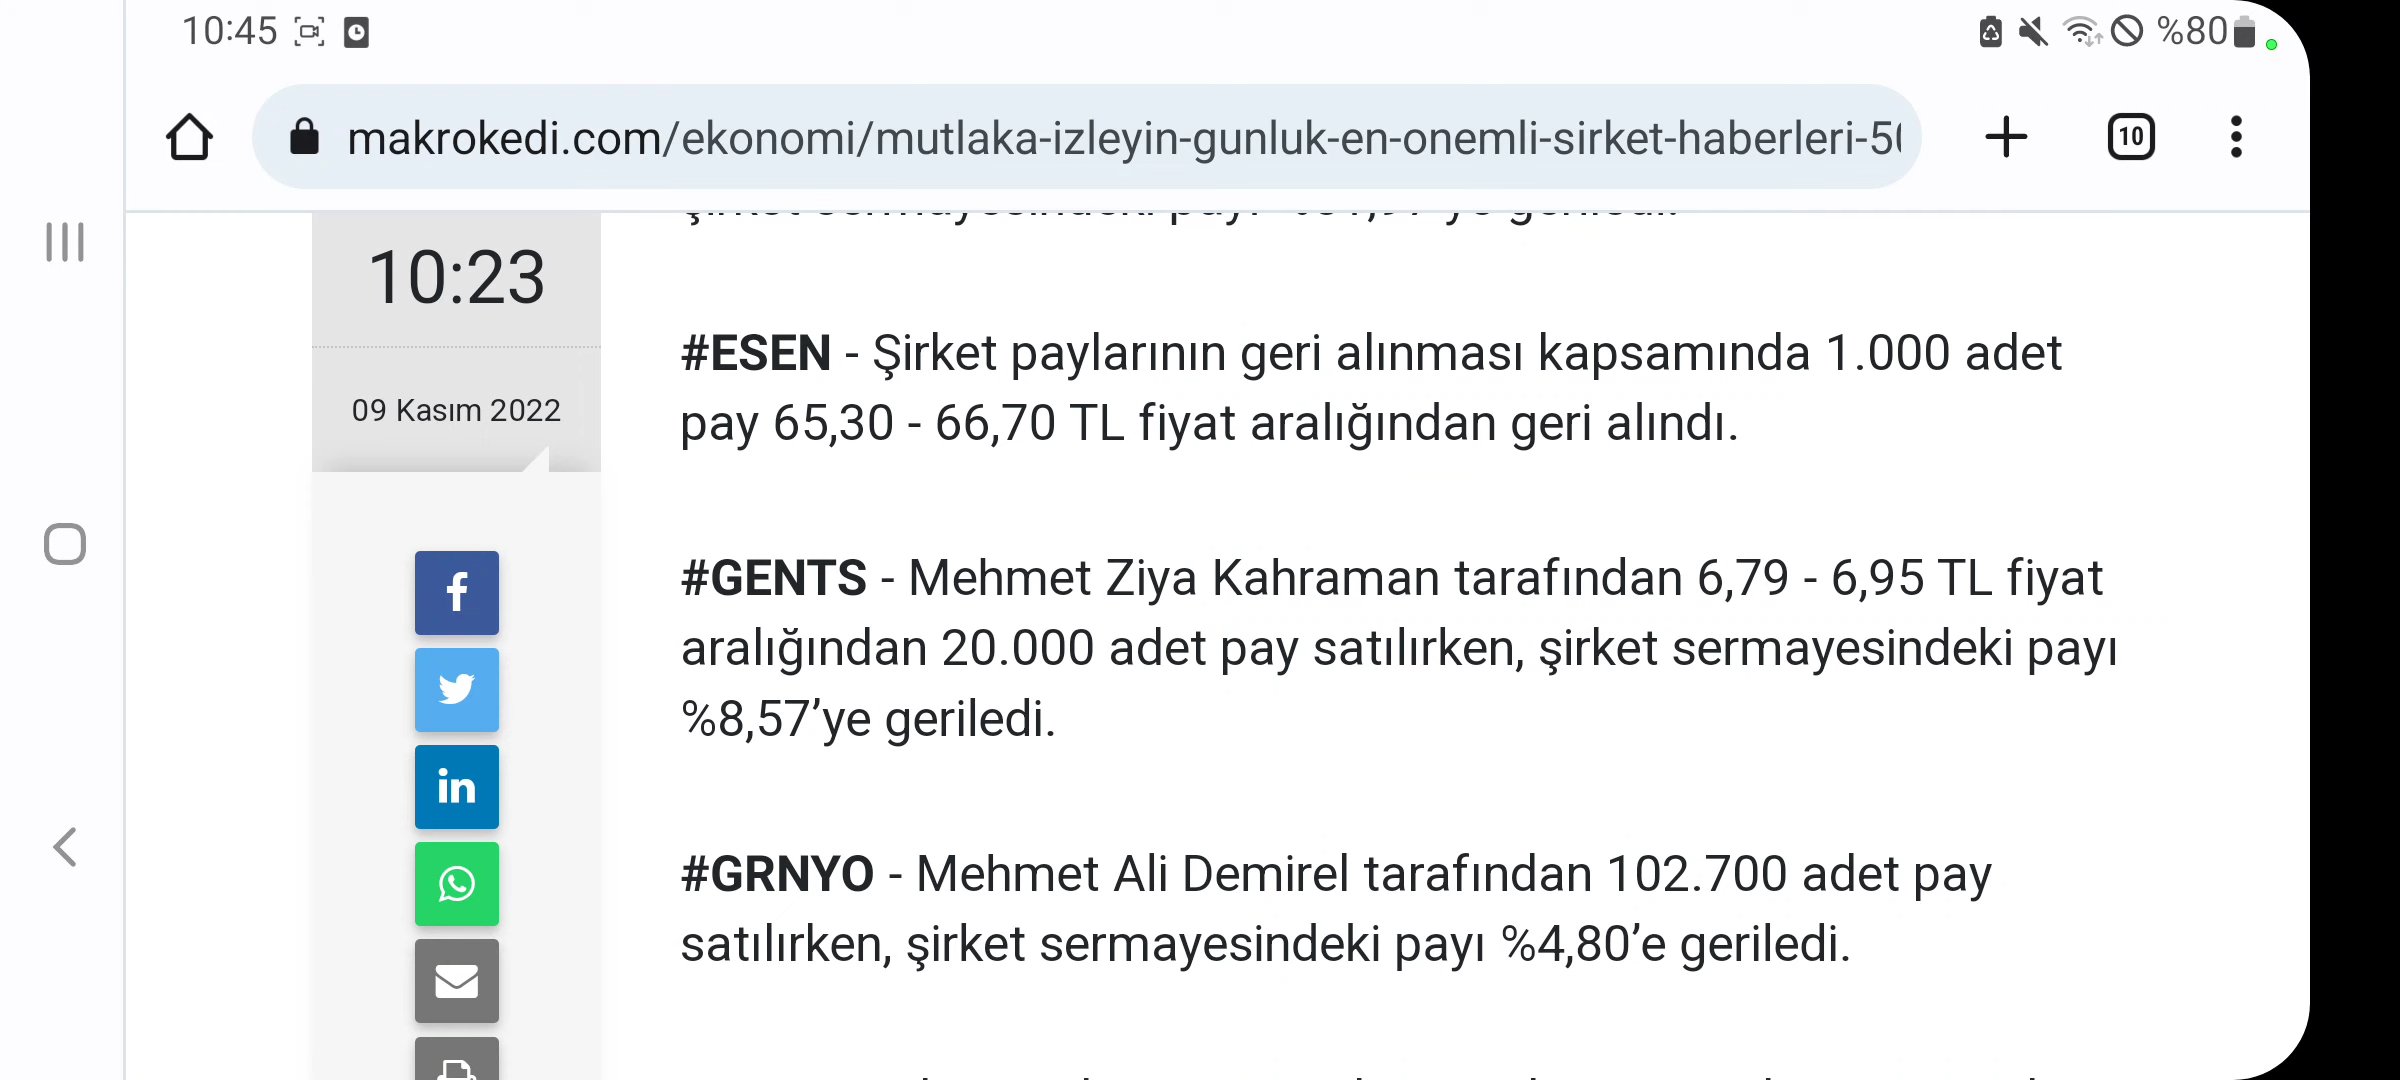 10:45
%80
makrokedi.com/ekonomi/mutlaka-izleyin-gunluk-en-onemli-sirket-haberleri-50
10
10:23
09 Kasım 2022
#ESEN - Şirket paylarının geri alınması kapsamında 1.000 adet
pay 65,30 - 66,70 TL fiyat aralığından geri alındı.
#GENTS - Mehmet Ziya Kahraman tarafından 6,79 - 6,95 TL fiyat
aralığından 20.000 adet pay satılırken, şirket sermayesindeki payı
%8,57’ye geriledi.
#GRNYO - Mehmet Ali Demirel tarafından 102.700 adet pay
satılırken, şirket sermayesindeki payı %4,80’e geriledi.